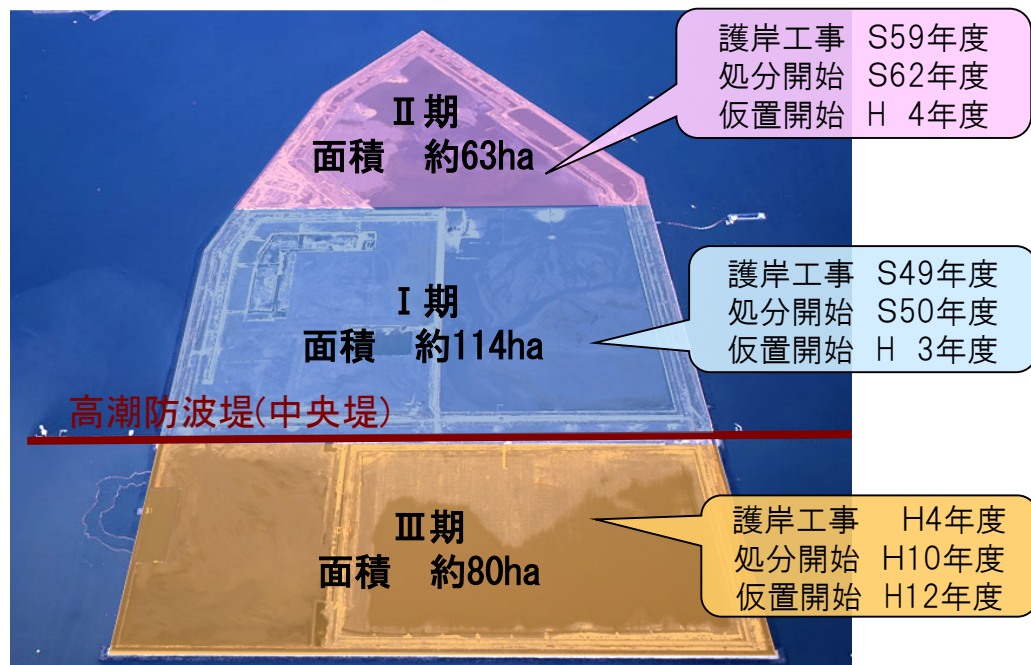 Ⅱ期
面積　約63ha
護岸工事　S59年度
処分開始　S62年度
仮置開始　H　4年度
Ⅰ期
面積　約114ha
護岸工事　S49年度
処分開始　S50年度
仮置開始　H　3年度
高潮防波堤(中央堤)
Ⅲ期
面積　約80ha
護岸工事　H4年度
処分開始　H10年度
仮置開始　H12年度